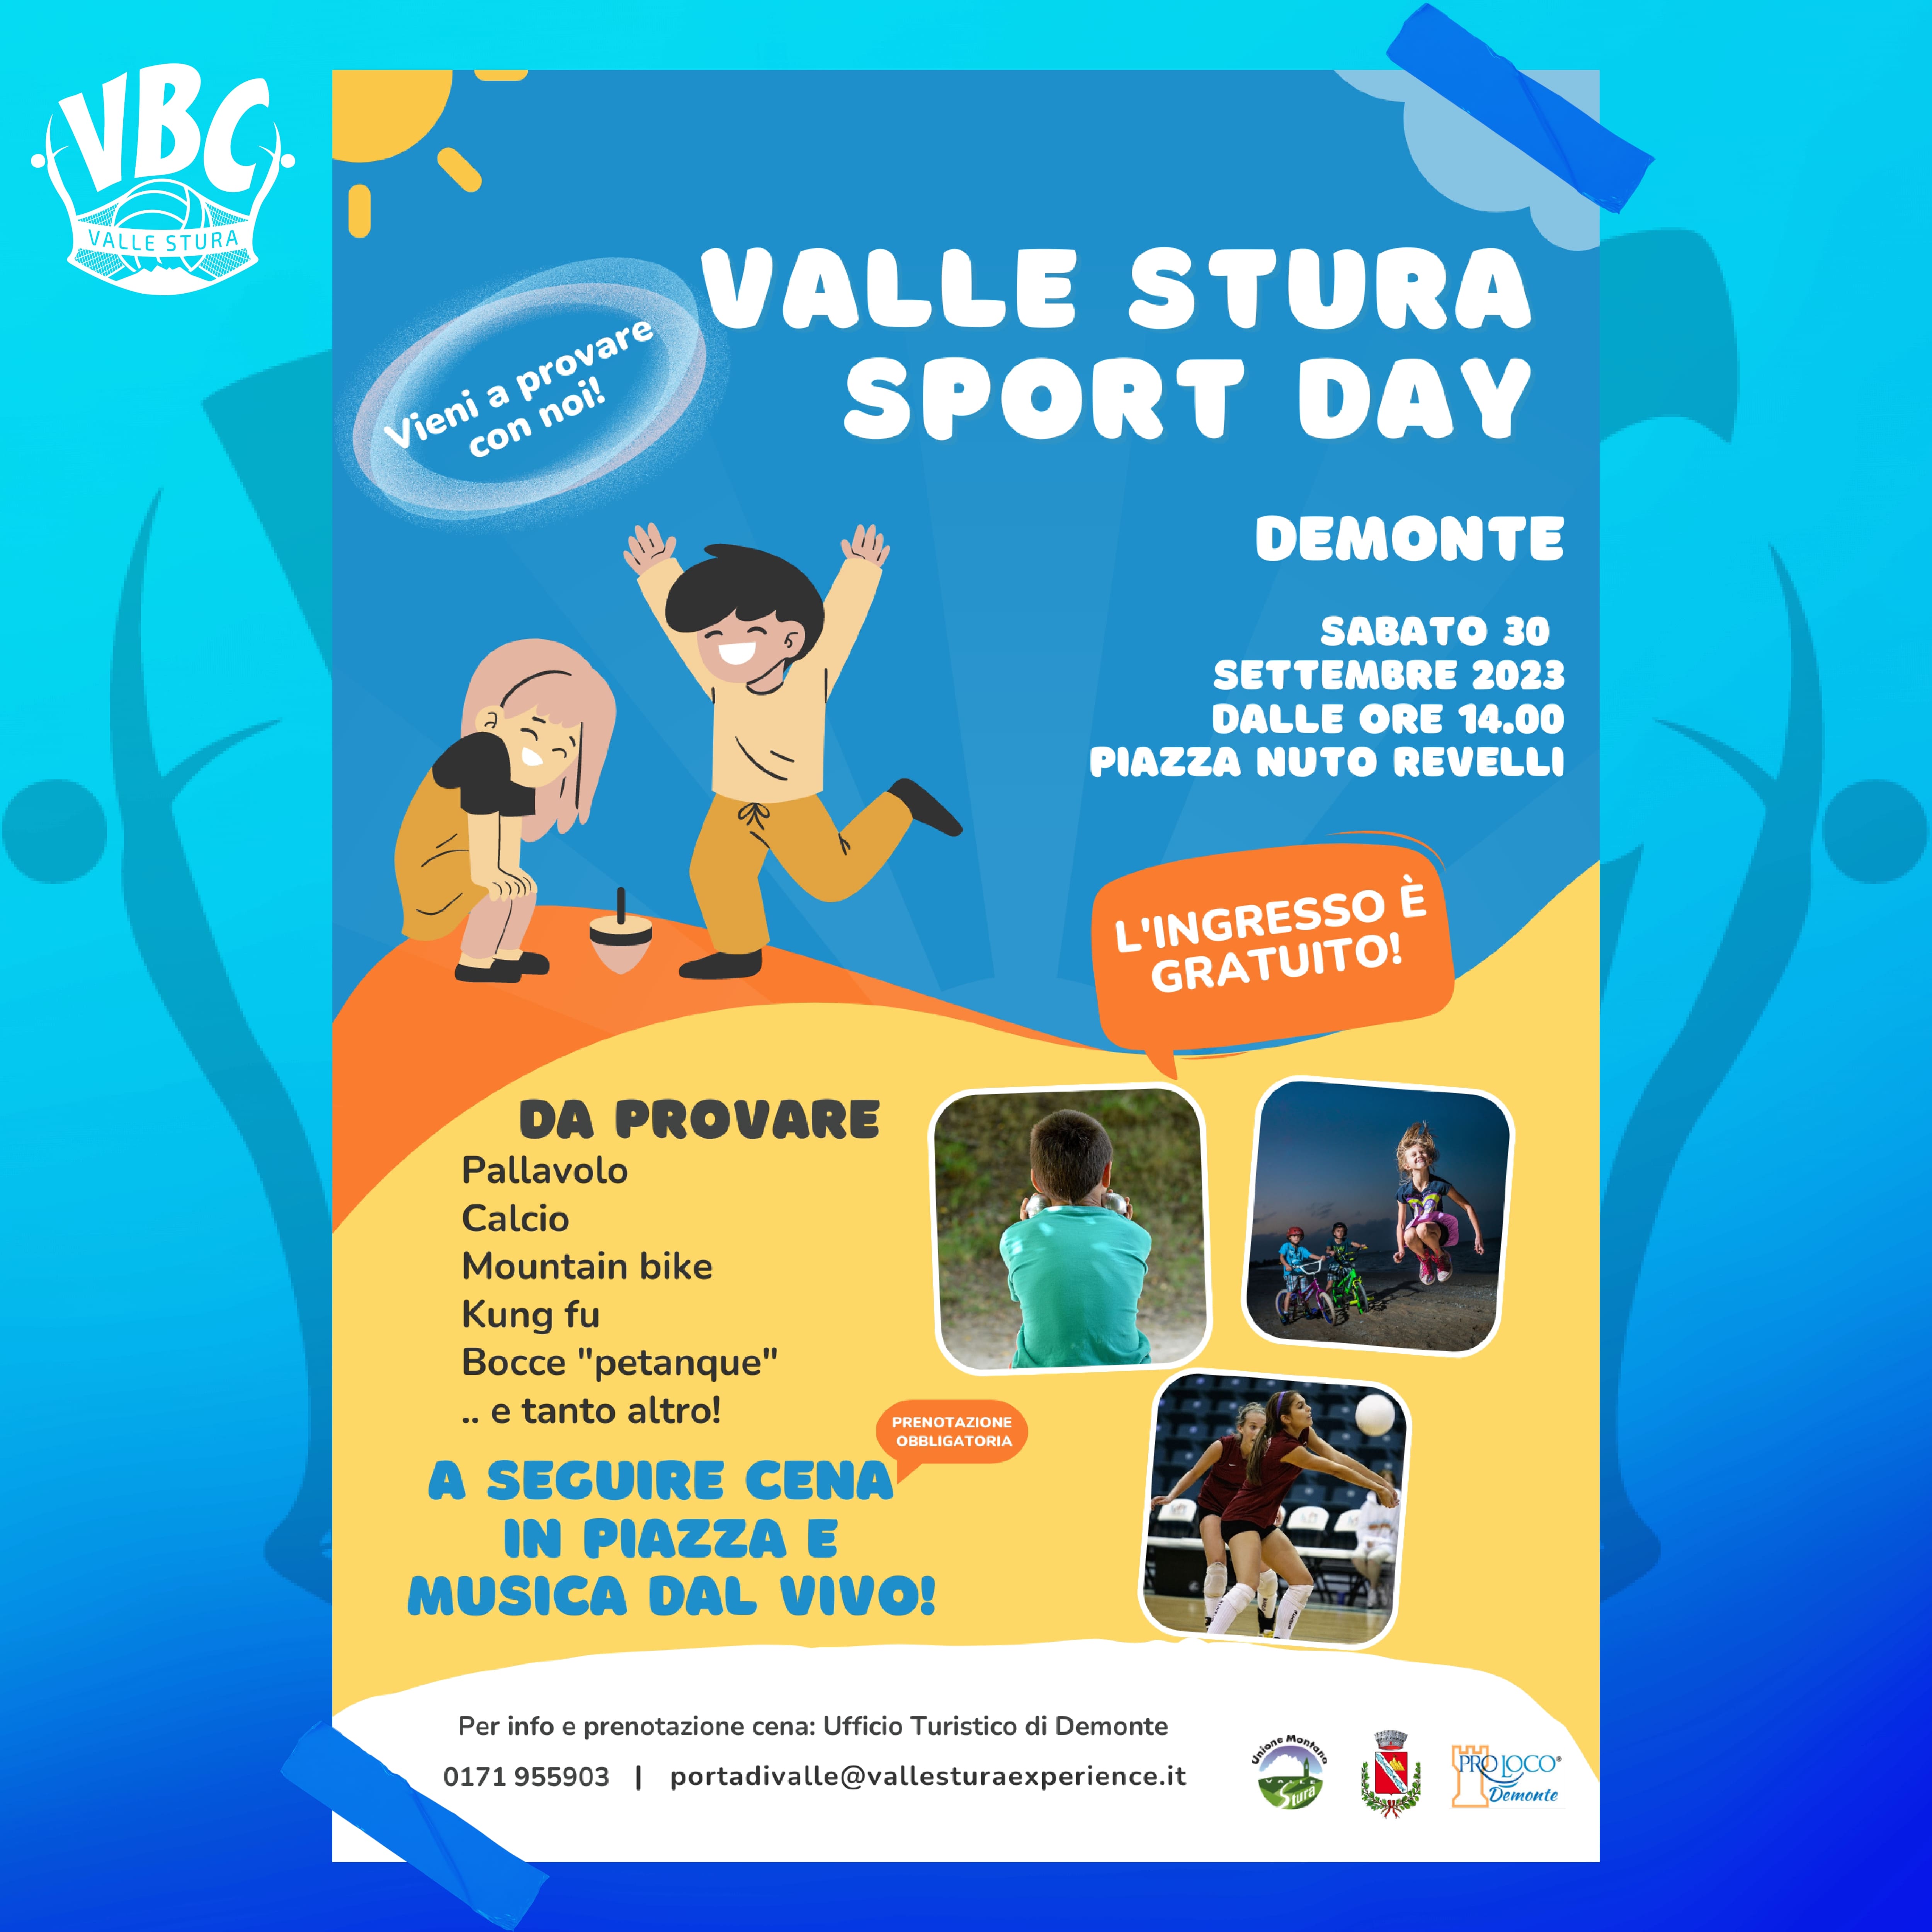 VBC
VALLE STURA
VALLE STURA
SPORT DAY
Vieni a provare
con noi!
DEMONTE
SABATO 30
SETTEMBRE 2023
DALLE ORE 14.00
PIAZZA NUTO REVELLI
L'INGRESSO È
GRATUITO!
DA PROVARE
Pallavolo
Calcio
Mountain bike
Kung fu
Bocce "petanque"
.. e tanto altro!
PRENOTAZIONE
OBBLIGATORIA
A SEGUIRE CENA
IN PIAZZA E
MUSICA DAL VIVO!
Per info e prenotazione cena: Ufficio Turistico di Demonte
0171 955903 | portadivalle@vallesturaexperience.it
Unione Montana
VALLE
Stura
PRO LOCO®
Demonte